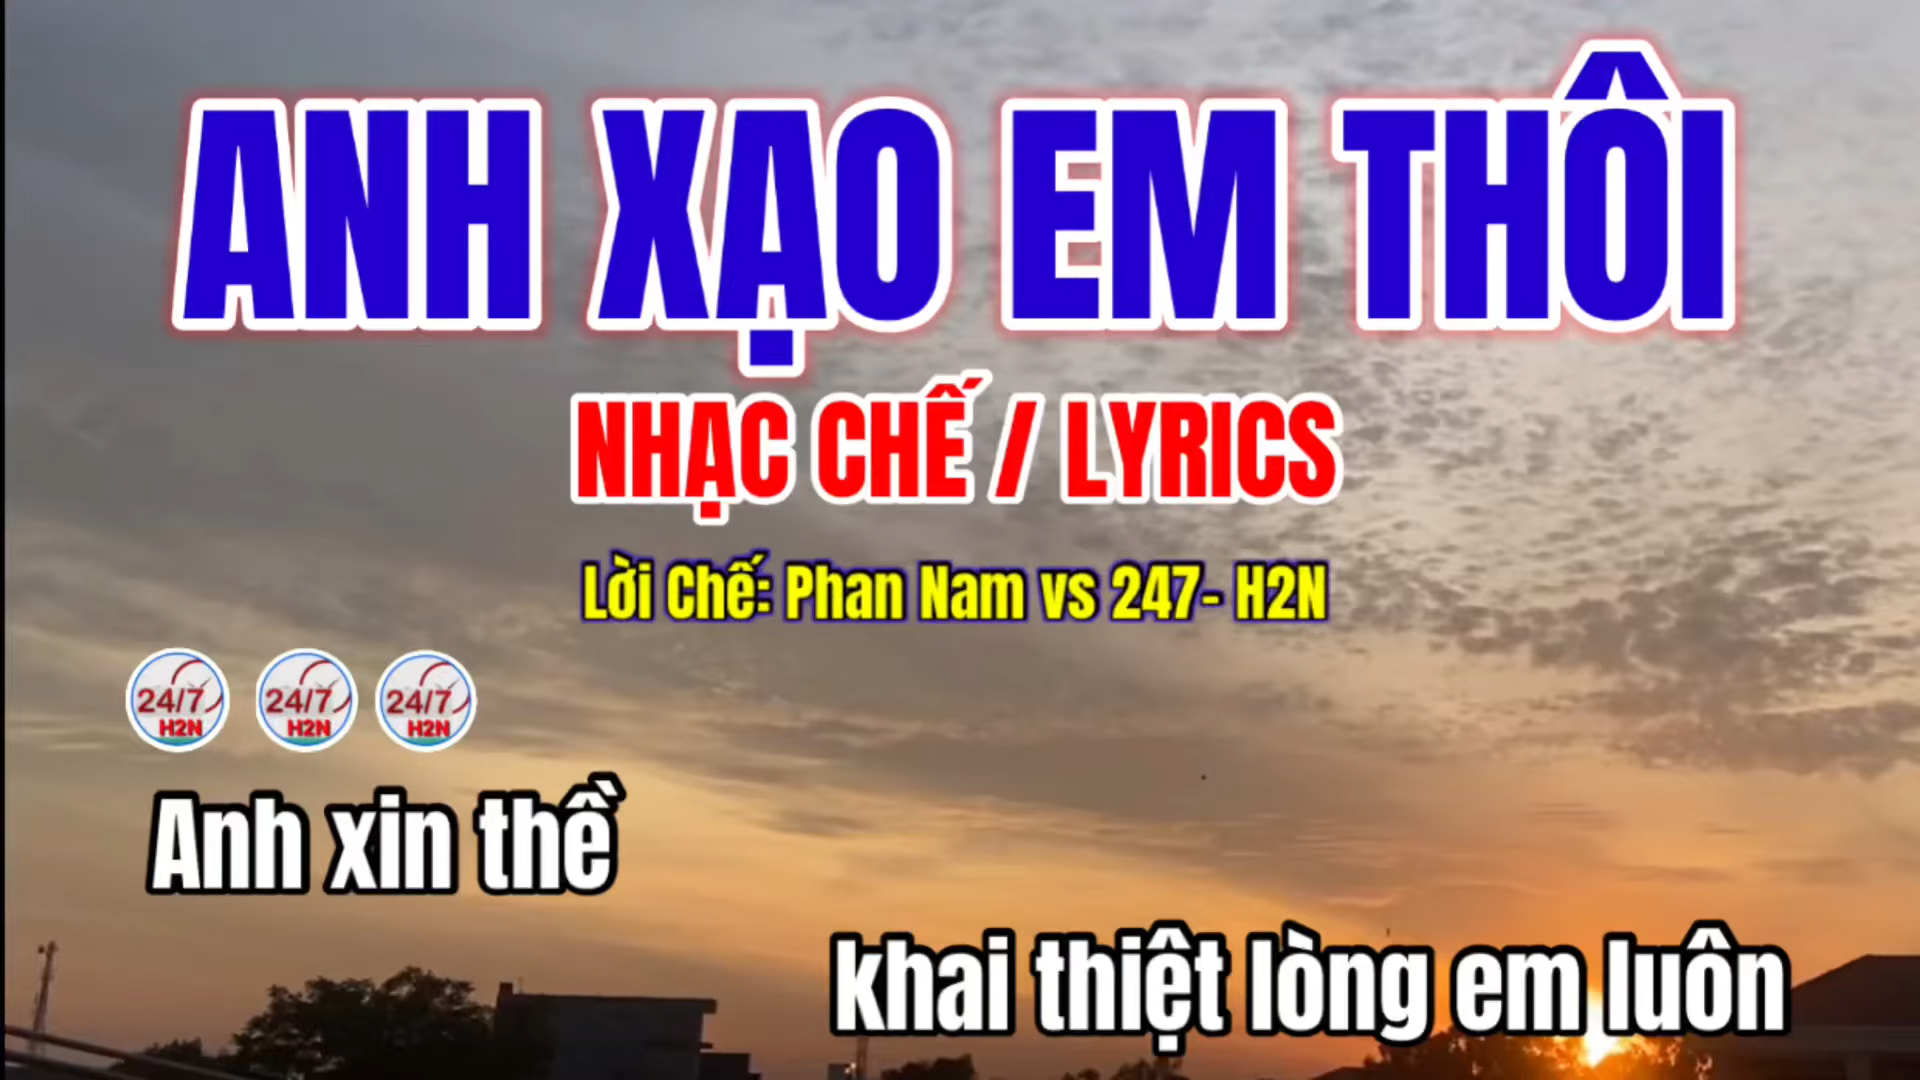 ANH XẠO EM THÔI
NHẠC CHẾ / LYRICS
Lời Chế: Phan Nam vs 247- H2N
24/7 H2N
24/7 H2N
24/7 H2N
Anh xin thề
khai thiệt lòng em luôn